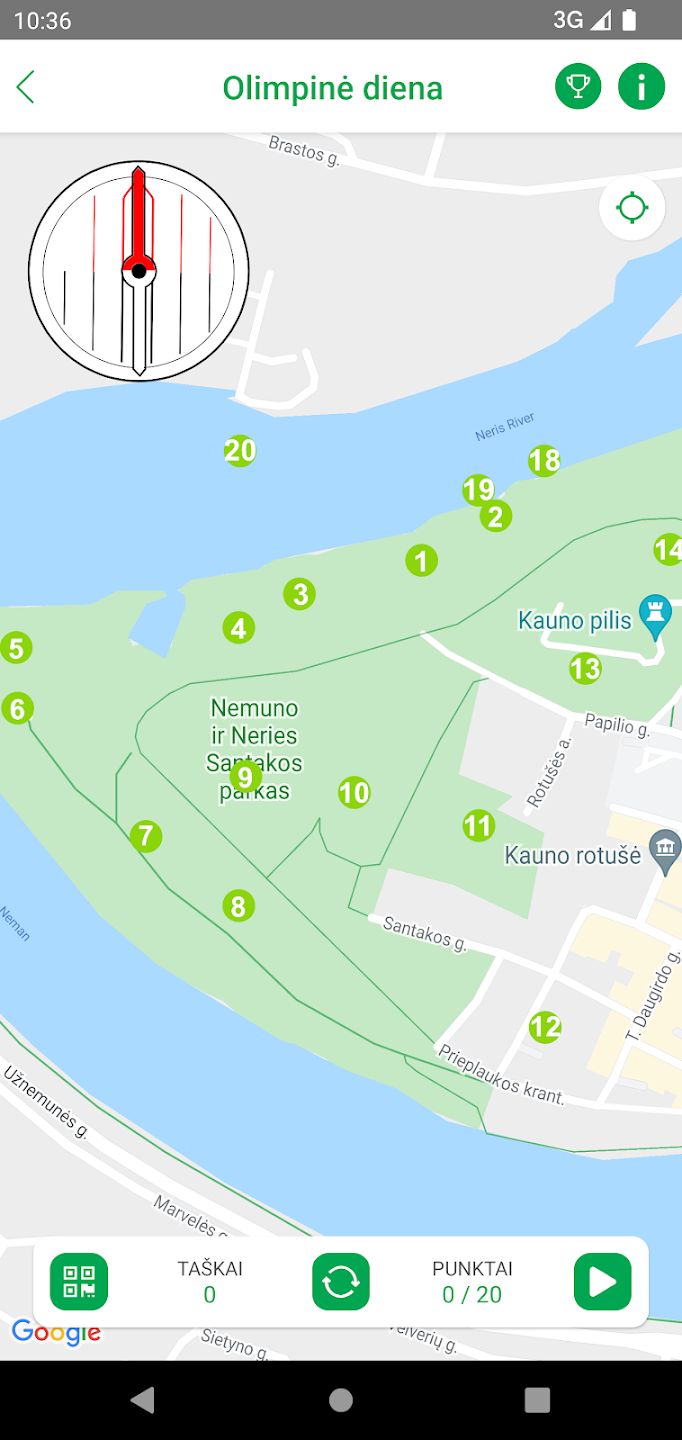 10:36
3G
Olimpinė diena
Brastos g.
Neris River
20
18
19
2
1
14
3
Kauno pilis
4
5
13
6
Nemuno
ir Neries
Santakos
parkas
Papilio g.
9
Rotušės a.
10
11
7
Kauno rotušė
8
Neman
Santakos g.
T. Daugirdo g.
12
Prieplaukos krant.
Užnemunės g.
Marvelės g.
TAŠKAI
0
PUNKTAI
0 / 20
Google
Sietyno g.